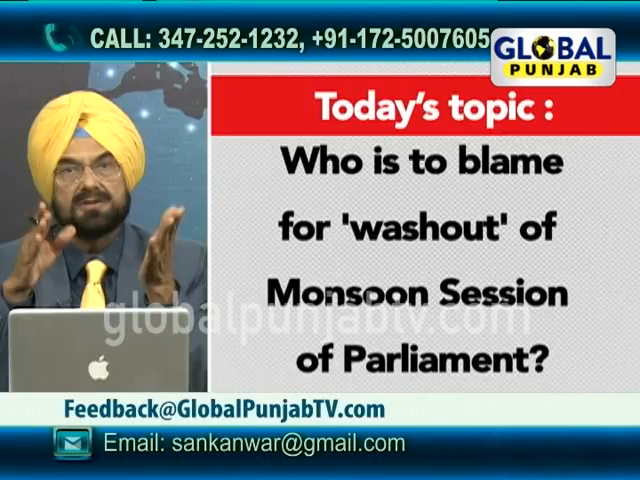 CALL: 347-252-1232, +91-172-5007605
GLOBAL
PUNJAB
Today's topic :
Who is to blame
for 'washout' of
Monsoon Session
of Parliament?
globalpunjabtv.com
Feedback@GlobalPunjabTV.com
Email: sankanwar@gmail.com